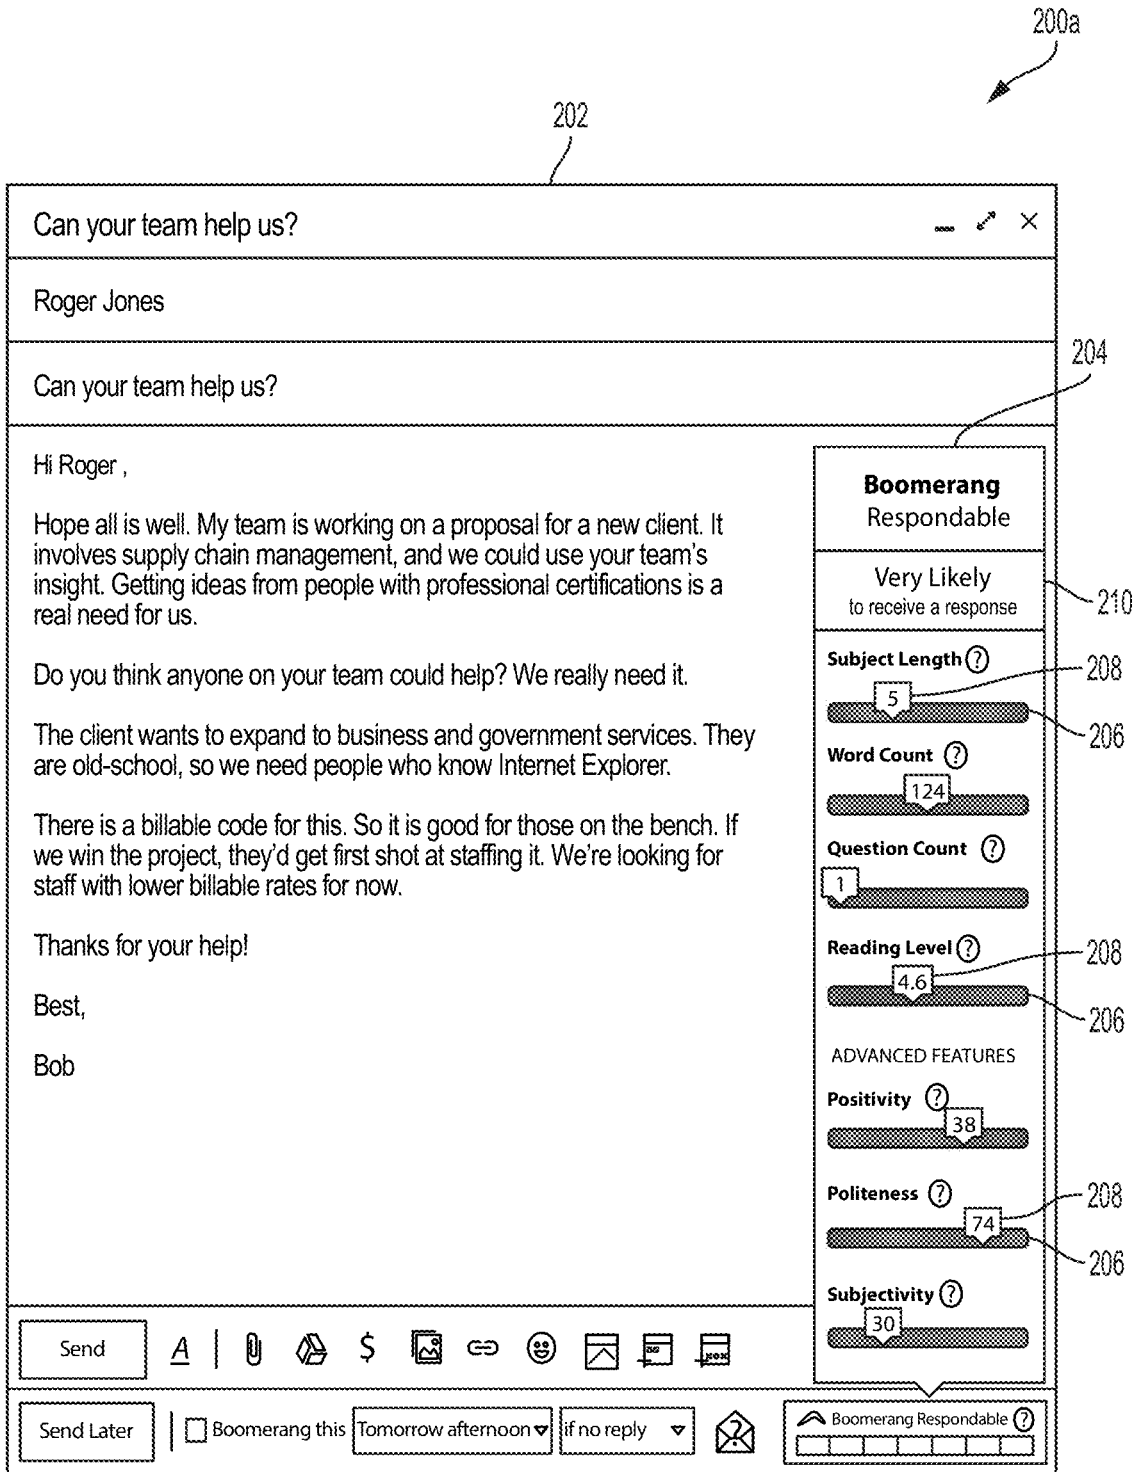 200a
202
Can your team help us?
Roger Jones
204
Can your team help us?
Hi Roger ,
Hope all is well. My team is working on a proposal for a new client. It
involves supply chain management, and we could use your team's
insight. Getting ideas from people with professional certifications is a
real need for us.
Do you think anyone on your team could help? We really need it.
The client wants to expand to business and government services. They
are old-school, so we need people who know Internet Explorer.
There is a billable code for this. So it is good for those on the bench. If
we win the project, they'd get first shot at staffing it. We're looking for
staff with lower billable rates for now.
Thanks for your help!
Best,
Bob
Boomerang
Respondable
Very Likely
to receive a response
210
Subject Length ?
208
5
206
Word Count ?
124
Question Count ?
1
Reading Level ?
208
4.6
206
ADVANCED FEATURES
Positivity ?
38
Politeness ?
208
74
206
Subjectivity ?
30
Send A $
Send Later Boomerang this Tomorrow afternoon if no reply ? Boomerang Respondable ?